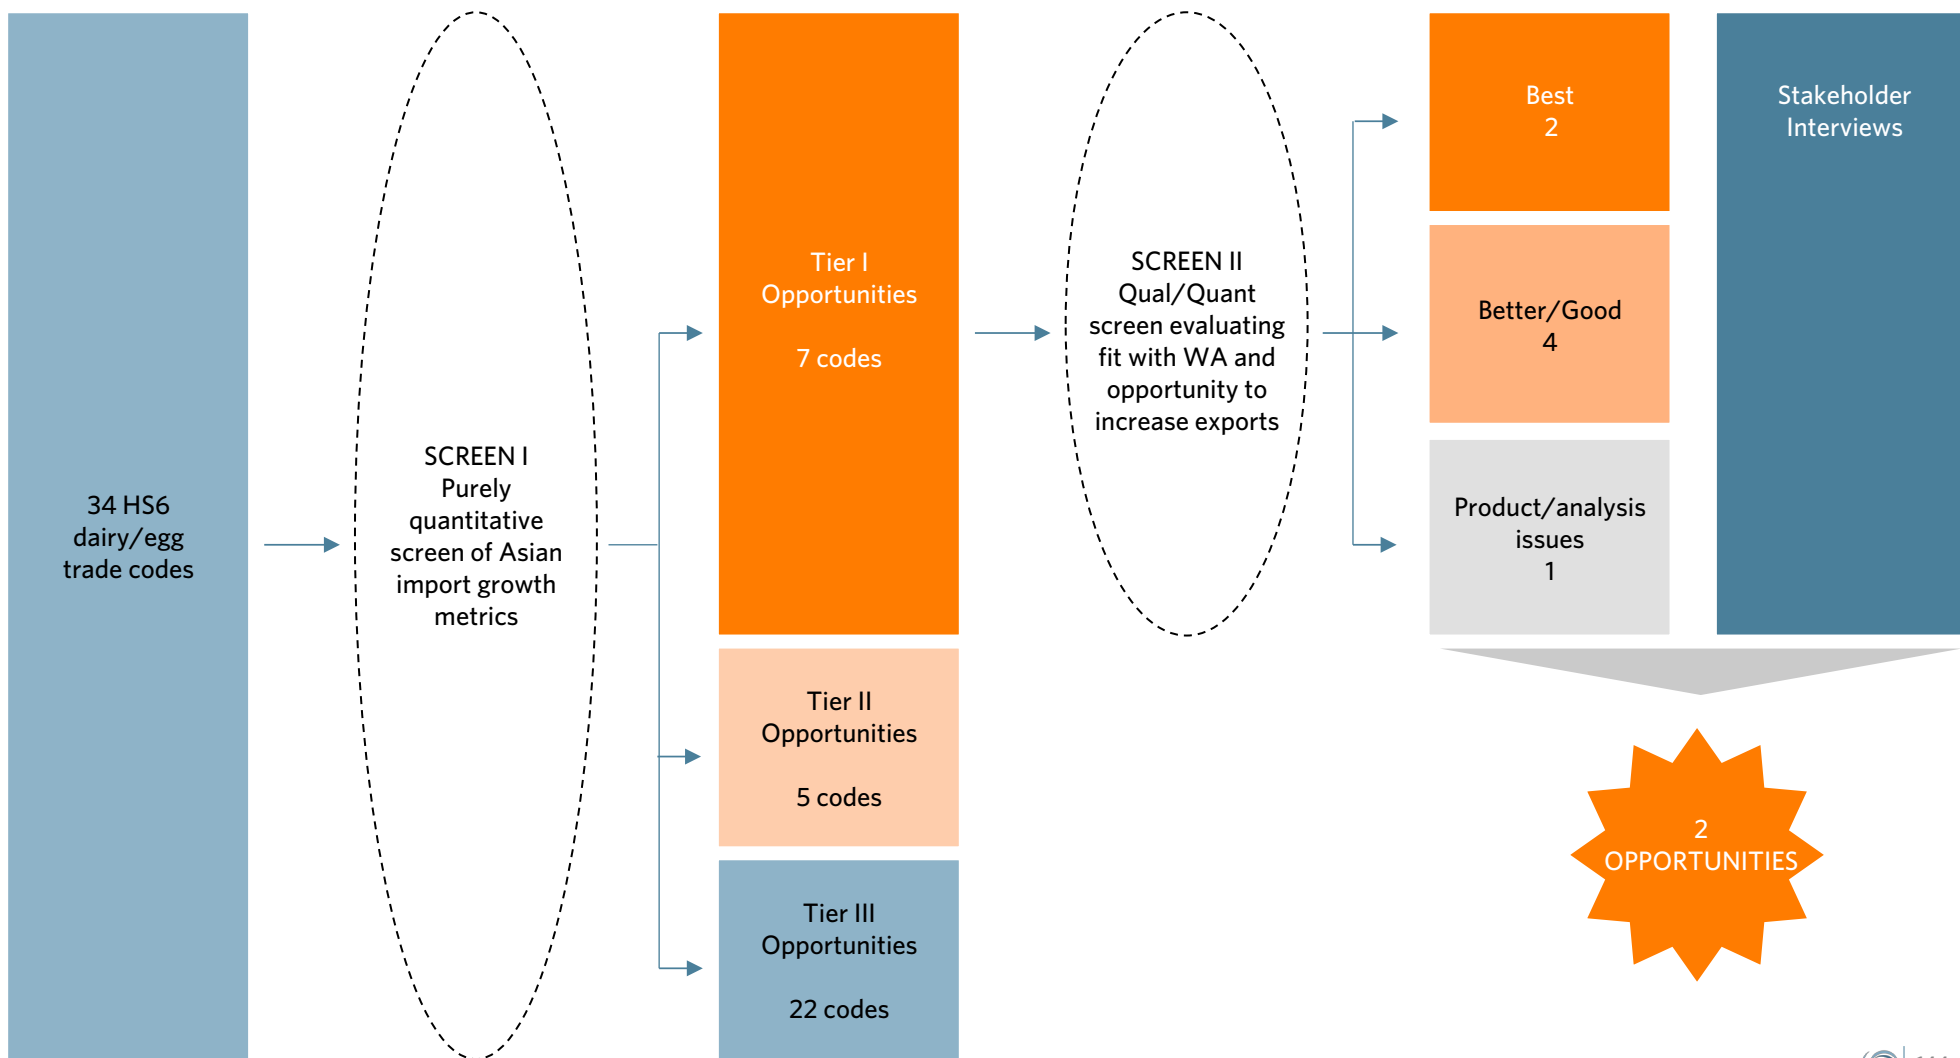 34 HS6
dairy/egg
trade codes
SCREEN I
Purely
quantitative
screen of Asian
import growth
metrics
Tier I
Opportunities
7 codes
Tier II
Opportunities
5 codes
Tier III
Opportunities
22 codes
SCREEN II
Qual/Quant
screen evaluating
fit with WA and
opportunity to
increase exports
Best
2
Better/Good
4
Product/analysis
issues
1
Stakeholder
Interviews
2
OPPORTUNITIES